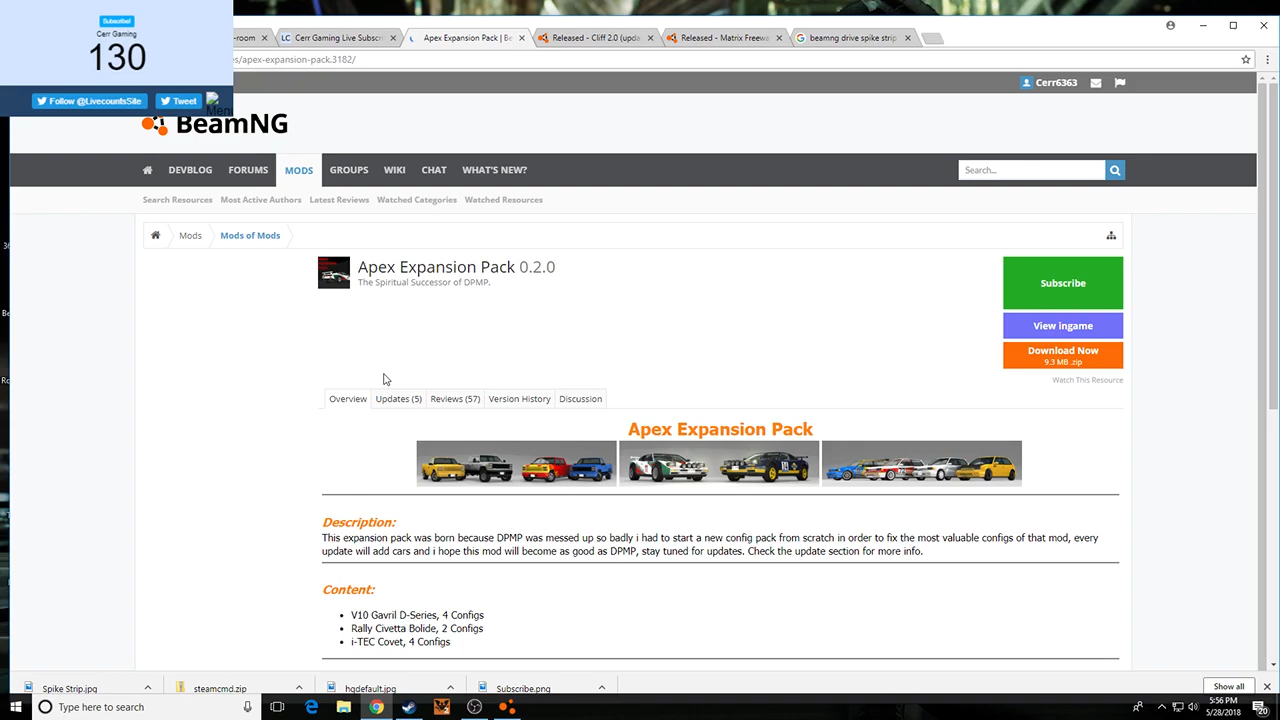 Subscribe!
Cerr Gaming
130
Follow @LivecountsSite
Tweet
-room
Cerr Gaming Live Subscri
Apex Expansion Pack | Be
Released - Cliff 2.0 (upda
Released - Matrix Freewa
beamng drive spike strip
es/apex-expansion-pack.3182/
Cerr6363
BeamNG
DEVBLOG FORUMS MODS GROUPS WIKI CHAT WHAT'S NEW?
Search...
Search Resources Most Active Authors Latest Reviews Watched Categories Watched Resources
Mods Mods of Mods
Apex Expansion Pack 0.2.0
The Spiritual Successor of DPMP.
Subscribe
View ingame
Download Now
9.3 MB .zip
Watch This Resource
Overview Updates (5) Reviews (57) Version History Discussion
Apex Expansion Pack
Description:
This expansion pack was born because DPMP was messed up so badly i had to start a new config pack from scratch in order to fix the most valuable configs of that mod, every
update will add cars and i hope this mod will become as good as DPMP, stay tuned for updates. Check the update section for more info.
Content:
• V10 Gavril D-Series, 4 Configs
• Rally Civetta Bolide, 2 Configs
• i-TEC Covet, 4 Configs
Spike Strip.jpg
steamcmd.zip
hqdefault.jpg
Subscribe.png
Show all
Type here to search
5:56 PM
5/28/2018
20